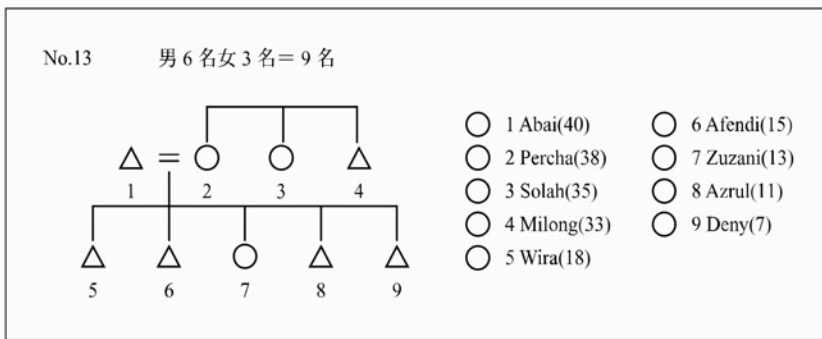 No.13 男 6 名女 3 名＝ 9 名
1 2 3 4
5 6 7 8 9
1 Abai(40)
2 Percha(38)
3 Solah(35)
4 Milong(33)
5 Wira(18)
6 Afendi(15)
7 Zuzani(13)
8 Azrul(11)
9 Deny(7)